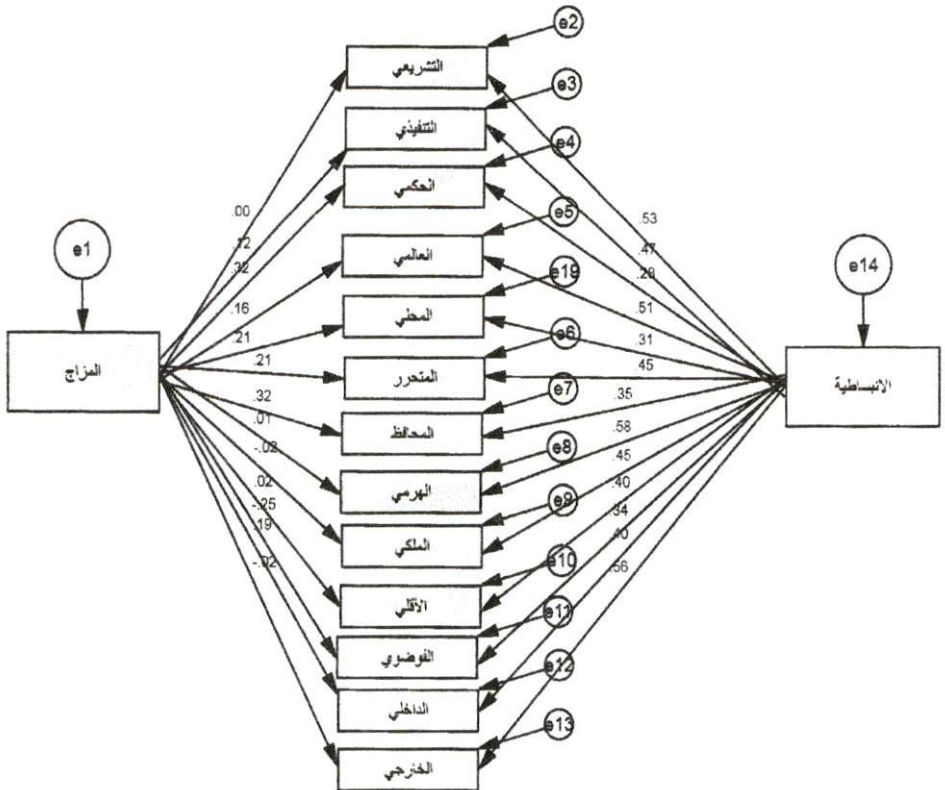 e2
التشريعي
e3
التنفيذي
e4
الحكمي
.00
.53
.12
.47
.32
.29
e5
العالمي
e1
e14
e19
.16
.51
المحلي
.21
.31
e6
المزاج
.21
المتحرر
.45
الانبساطية
e7
.32
.35
المحافظ
.01
.58
-.02
e8
.45
الهرمي
.02
.40
e9
-.25
.34
الملكي
.19
.40
e10
-.02
.56
الأقلي
e11
الفوضوي
e12
الداخلي
e13
الخنرجي